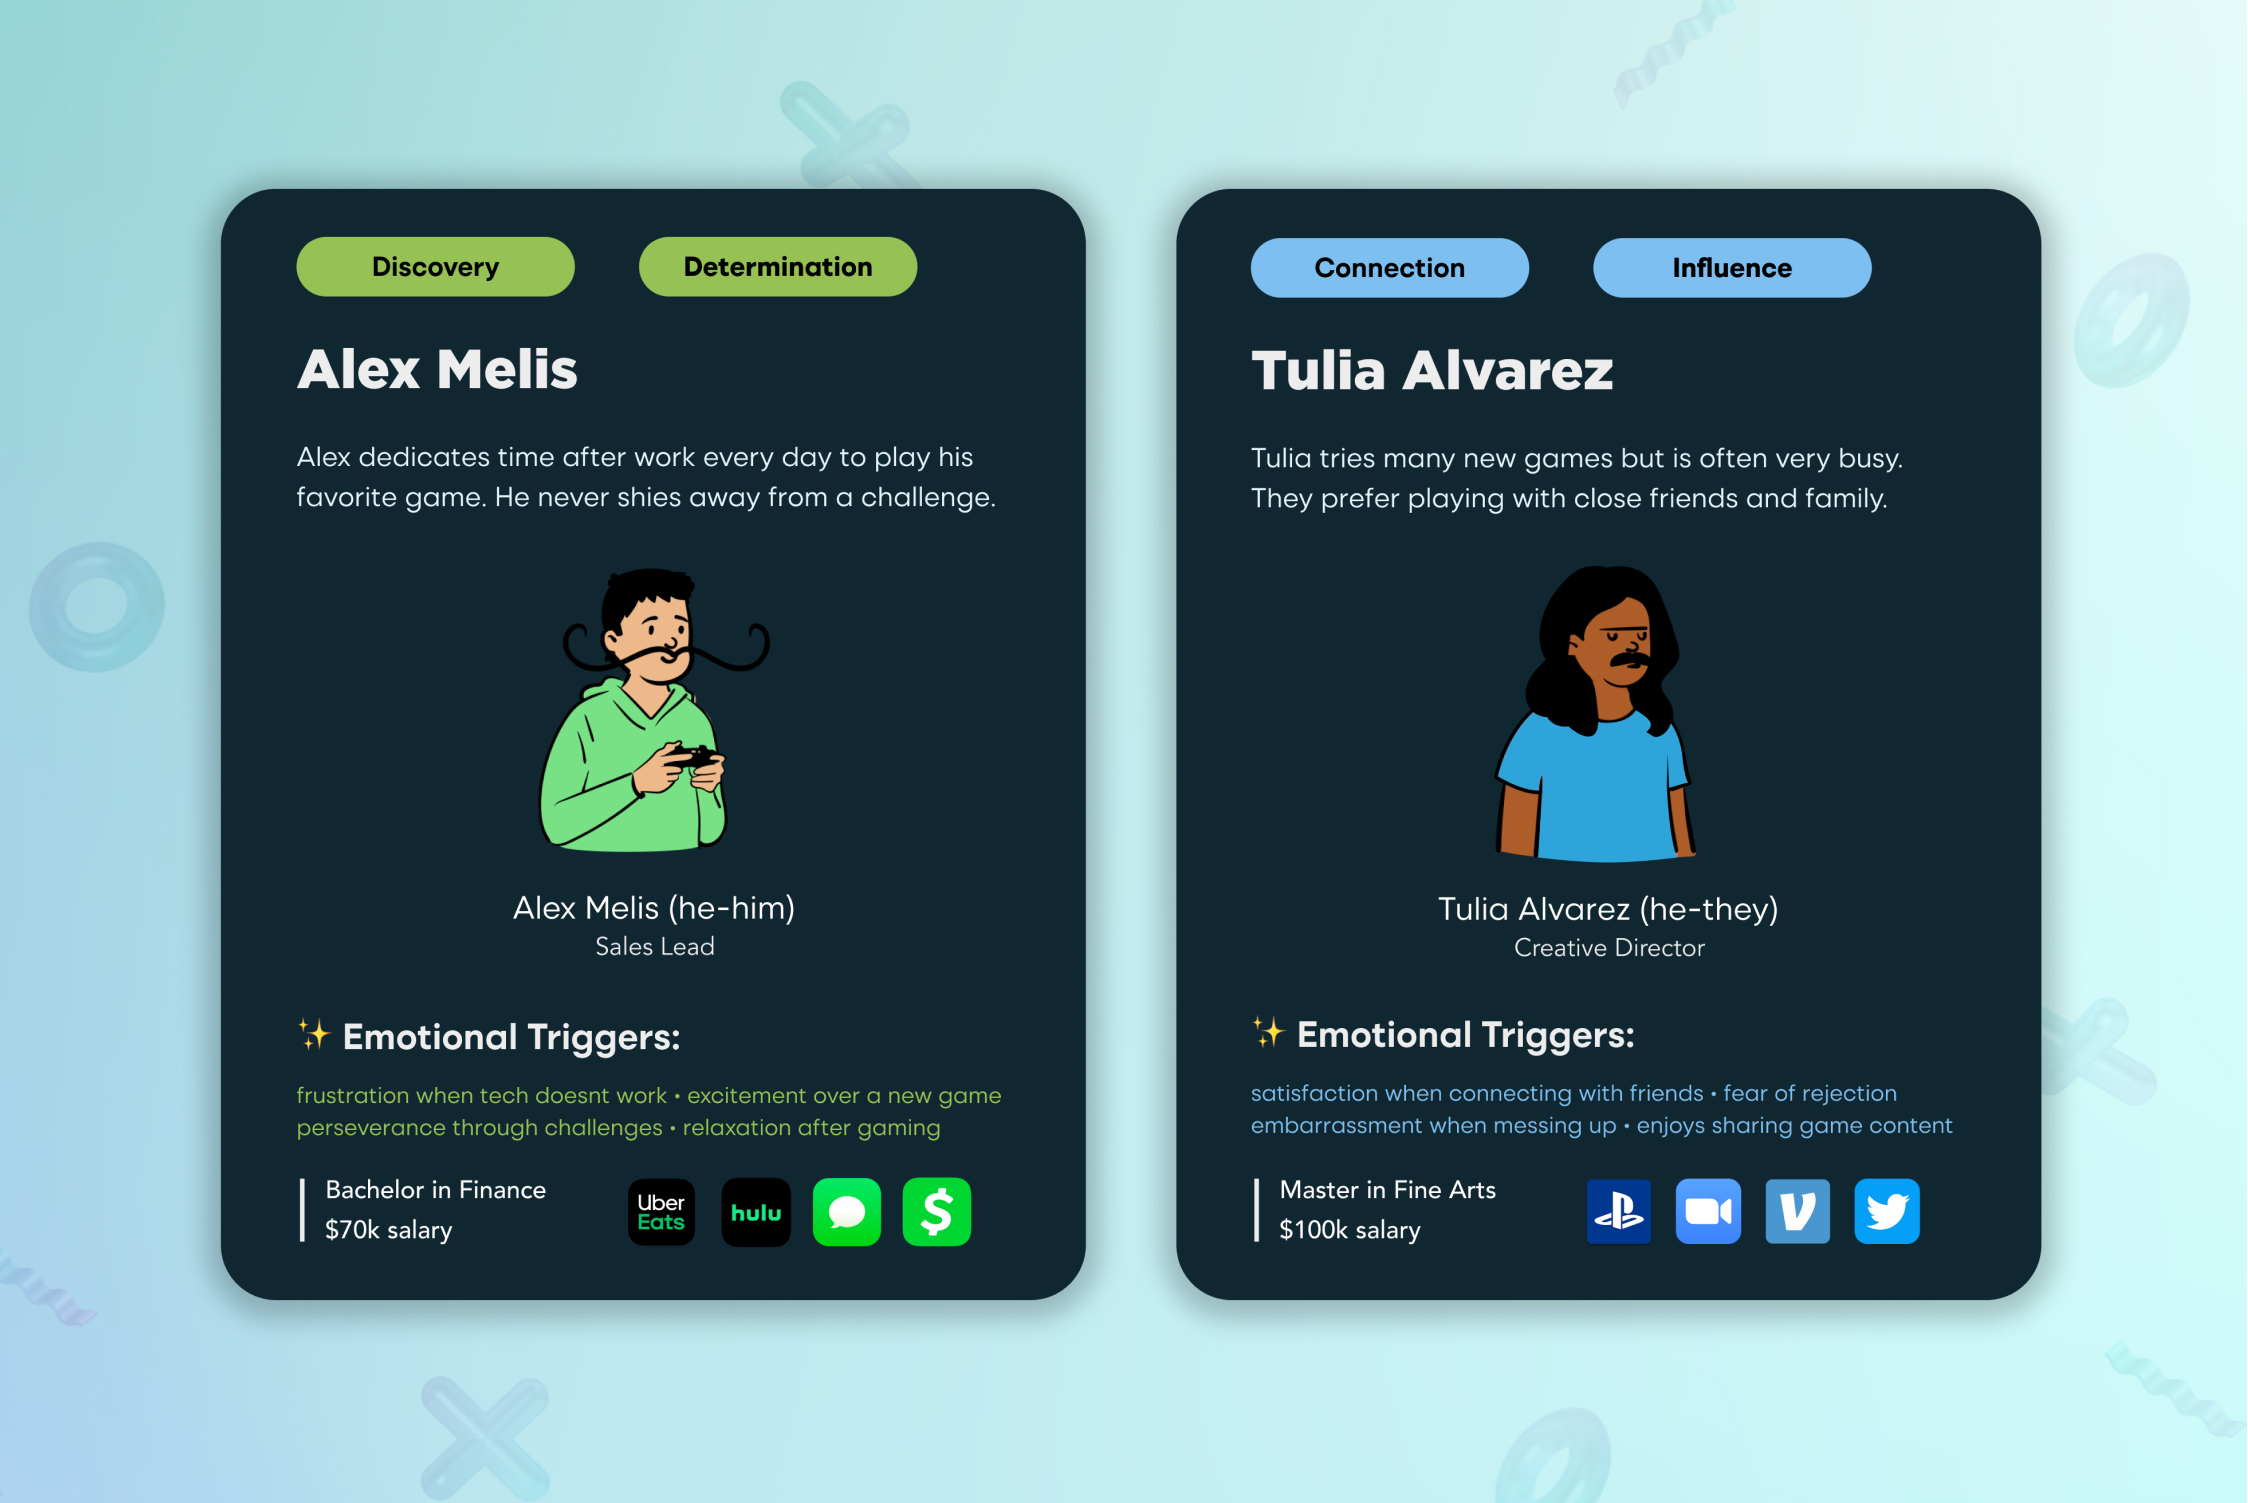 Discovery
Determination
Alex Melis
Alex dedicates time after work every day to play his
favorite game. He never shies away from a challenge.
Alex Melis (he-him)
Sales Lead
✨ Emotional Triggers:
frustration when tech doesnt work • excitement over a new game
perseverance through challenges • relaxation after gaming
Bachelor in Finance
$70k salary
Uber
Eats
hulu
$
Connection
Influence
Tulia Alvarez
Tulia tries many new games but is often very busy.
They prefer playing with close friends and family.
Tulia Alvarez (he-they)
Creative Director
✨ Emotional Triggers:
satisfaction when connecting with friends • fear of rejection
embarrassment when messing up • enjoys sharing game content
Master in Fine Arts
$100k salary
V